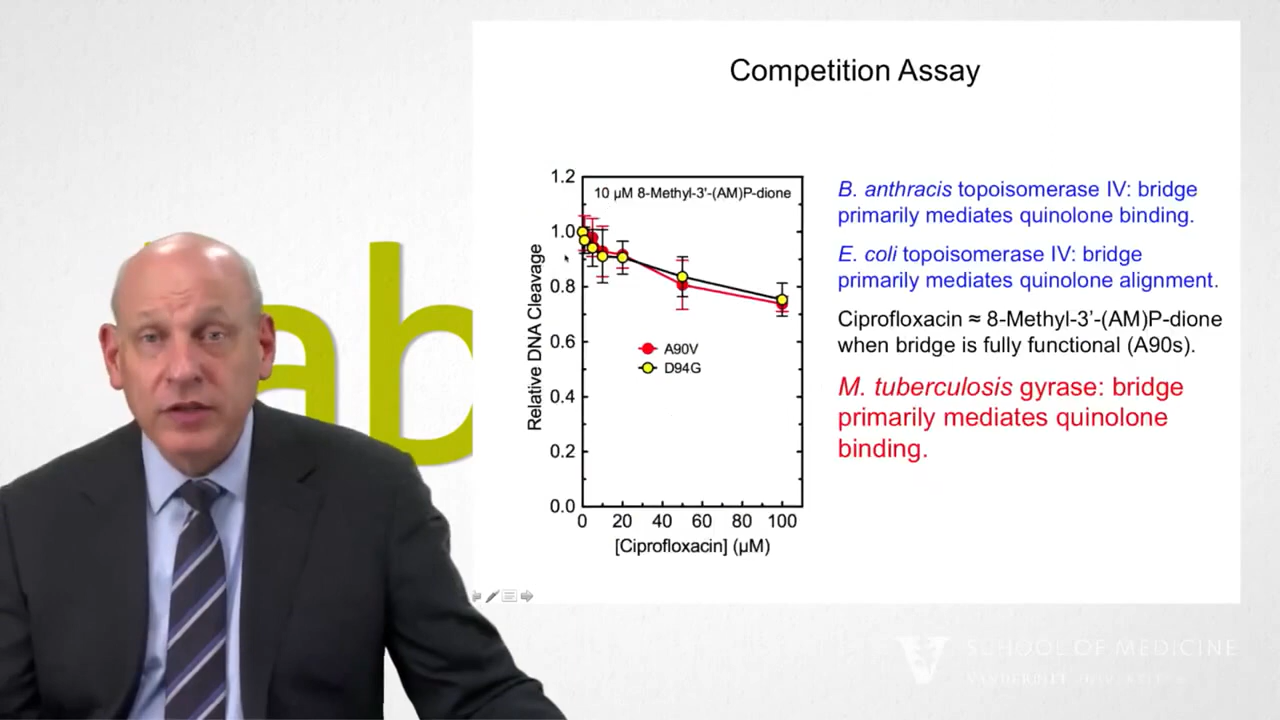 Competition Assay
1.2
1.0
0.8
0.6
0.4
0.2
0.0
Relative DNA Cleavage
10 µM 8-Methyl-3'-(AM)P-dione
A90V
D94G
0 20 40 60 80 100
[Ciprofloxacin] (µM)
B. anthracis topoisomerase IV: bridge
primarily mediates quinolone binding.
E. coli topoisomerase IV: bridge
primarily mediates quinolone alignment.
Ciprofloxacin ≈ 8-Methyl-3’-(AM)P-dione
when bridge is fully functional (A90s).
M. tuberculosis gyrase: bridge
primarily mediates quinolone
binding.
ab
V SCHOOL OF MEDICINE
VANDERBILT UNIVERSITY